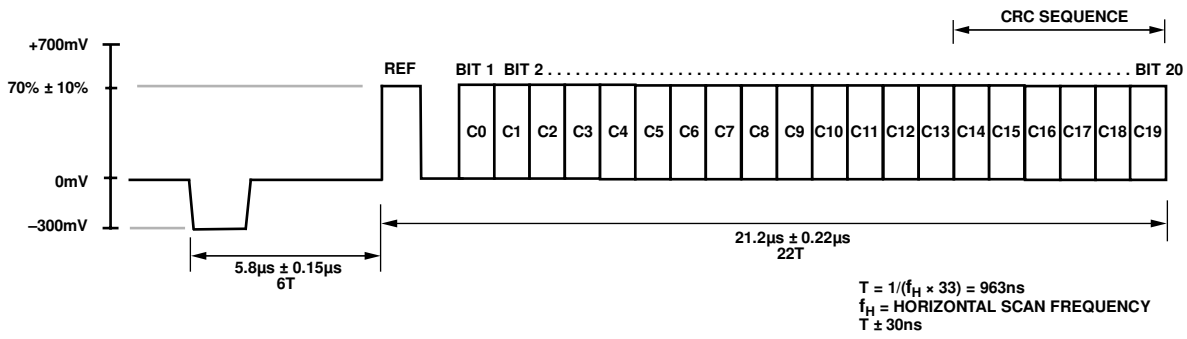 CRC SEQUENCE
+700mV
REF
BIT 1 BIT 2 . . . . . . . . . . . . . . . . . . . . . . . . . . . . . . . . . . . . . . . . . . . . . . . . . . . . . . . . . . . . . . . . . . . . BIT 20
70% ± 10%
C0 C1 C2 C3 C4 C5 C6 C7 C8 C9 C10 C11 C12 C13 C14 C15 C16 C17 C18 C19
0mV
–300mV
21.2µs ± 0.22µs
22T
5.8µs ± 0.15µs
6T
T = 1/(fH × 33) = 963ns
fH = HORIZONTAL SCAN FREQUENCY
T ± 30ns